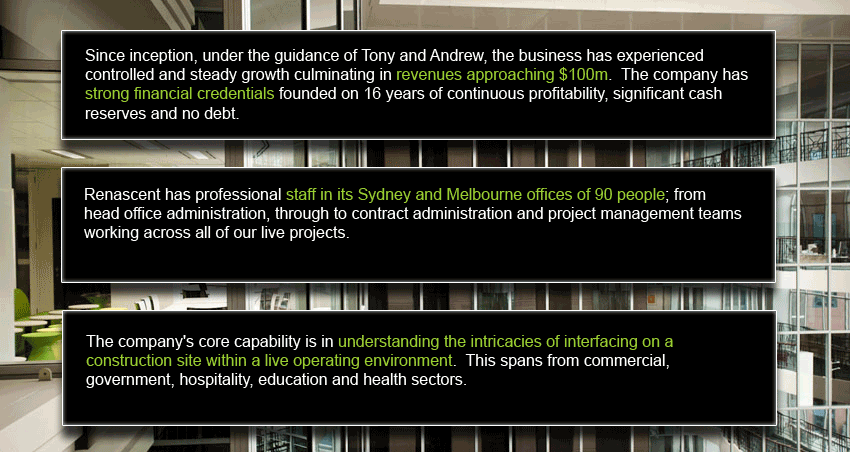 Since inception, under the guidance of Tony and Andrew, the business has experienced
controlled and steady growth culminating in revenues approaching $100m.  The company has
strong financial credentials founded on 16 years of continuous profitability, significant cash
reserves and no debt.
Renascent has professional staff in its Sydney and Melbourne offices of 90 people; from
head office administration, through to contract administration and project management teams
working across all of our live projects.
The company's core capability is in understanding the intricacies of interfacing on a
construction site within a live operating environment.  This spans from commercial,
government, hospitality, education and health sectors.